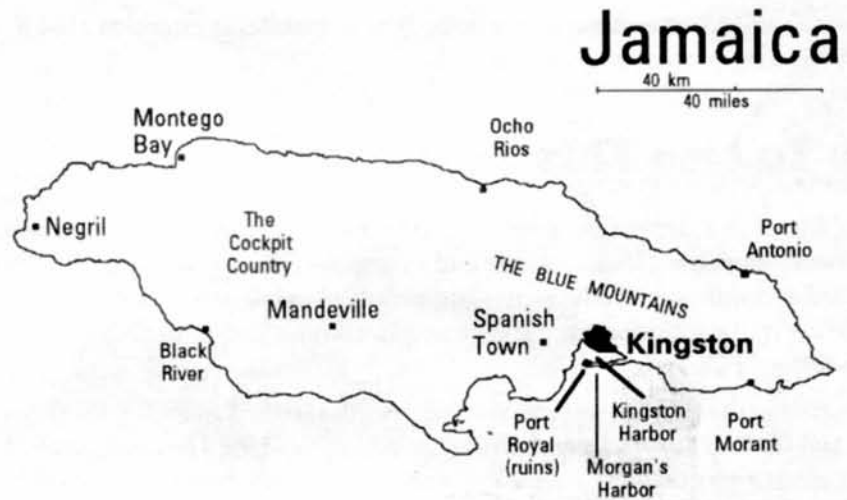 Jamaica
40 km
40 miles
Montego
Bay
Ocho
Rios
Negril
The
Cockpit
Country
Port
Antonio
THE BLUE MOUNTAINS
Mandeville
Spanish
Town
Kingston
Black
River
Port
Royal
(ruins)
Kingston
Harbor
Morgan's
Harbor
Port
Morant